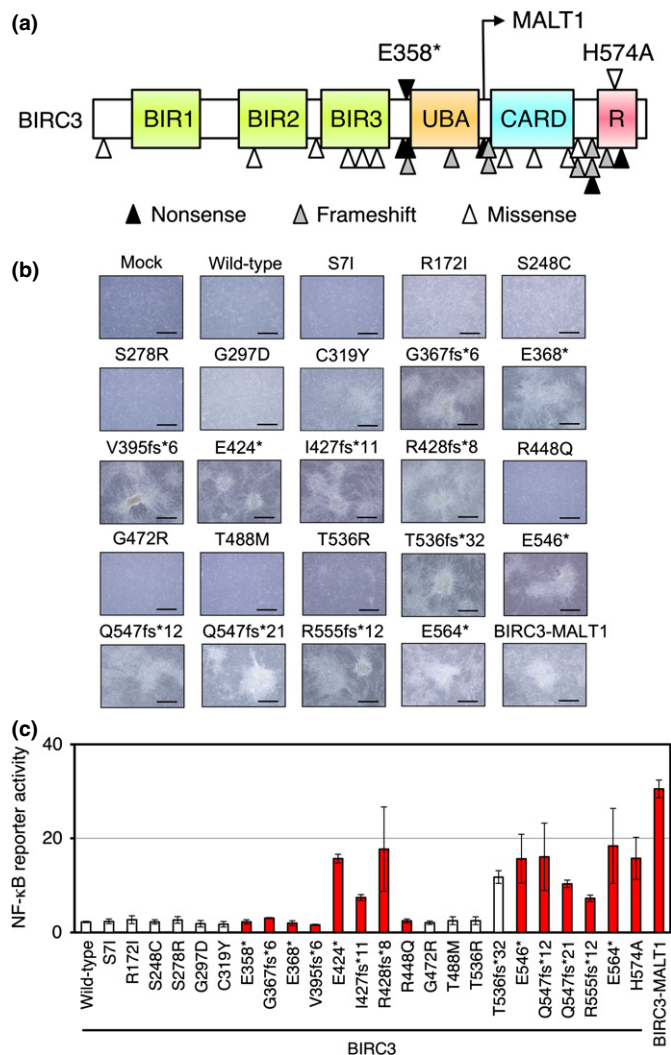 (a)
MALT1
E358*
H574A
BIRC3
BIR1
BIR2
BIR3
UBA
CARD
R
Nonsense
Frameshift
Missense
(b)
Mock Wild-type S7I R172I S248C
S278R G297D C319Y G367fs*6 E368*
V395fs*6 E424* I427fs*11 R428fs*8 R448Q
G472R T488M T536R T536fs*32 E546*
Q547fs*12 Q547fs*21 R555fs*12 E564* BIRC3-MALT1
(c)
NF-κB reporter activity
40
20
0
Wild-type
S7I
R172I
S248C
S278R
G297D
C319Y
E358*
G367fs*6
E368*
V395fs*6
E424*
I427fs*11
R428fs*8
R448Q
G472R
T488M
T536R
T536fs*32
E546*
Q547fs*12
Q547fs*21
R555fs*12
E564*
H574A
BIRC3-MALT1
BIRC3